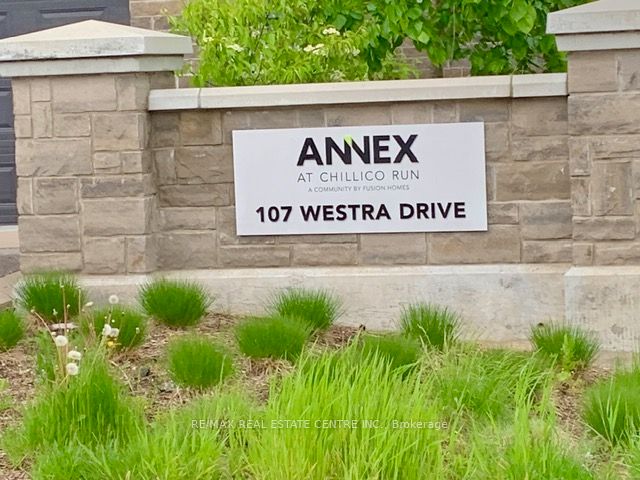 ANNEX
AT CHILLICO RUN
A COMMUNITY BY FUSION HOMES
107 WESTRA DRIVE
RE/MAX REAL ESTATE CENTRE INC., Brokerage